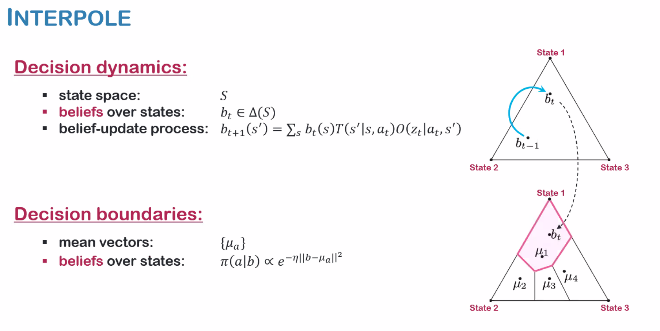 INTERPOLE
Decision dynamics:
▪ state space: S
▪ beliefs over states: b_t ∈ Δ(S)
▪ belief-update process: b_{t+1}(s′) = ∑_s b_t(s)T(s′|s, a_t)O(z_t|a_t, s′)
State 1
b_t
b_{t−1}
State 2 State 3
Decision boundaries:
▪ mean vectors: {μ_a}
▪ beliefs over states: π(a|b) ∝ e^{−η||b−μ_a||²}
State 1
b_t
μ_1
μ_2 μ_3 μ_4
State 2 State 3